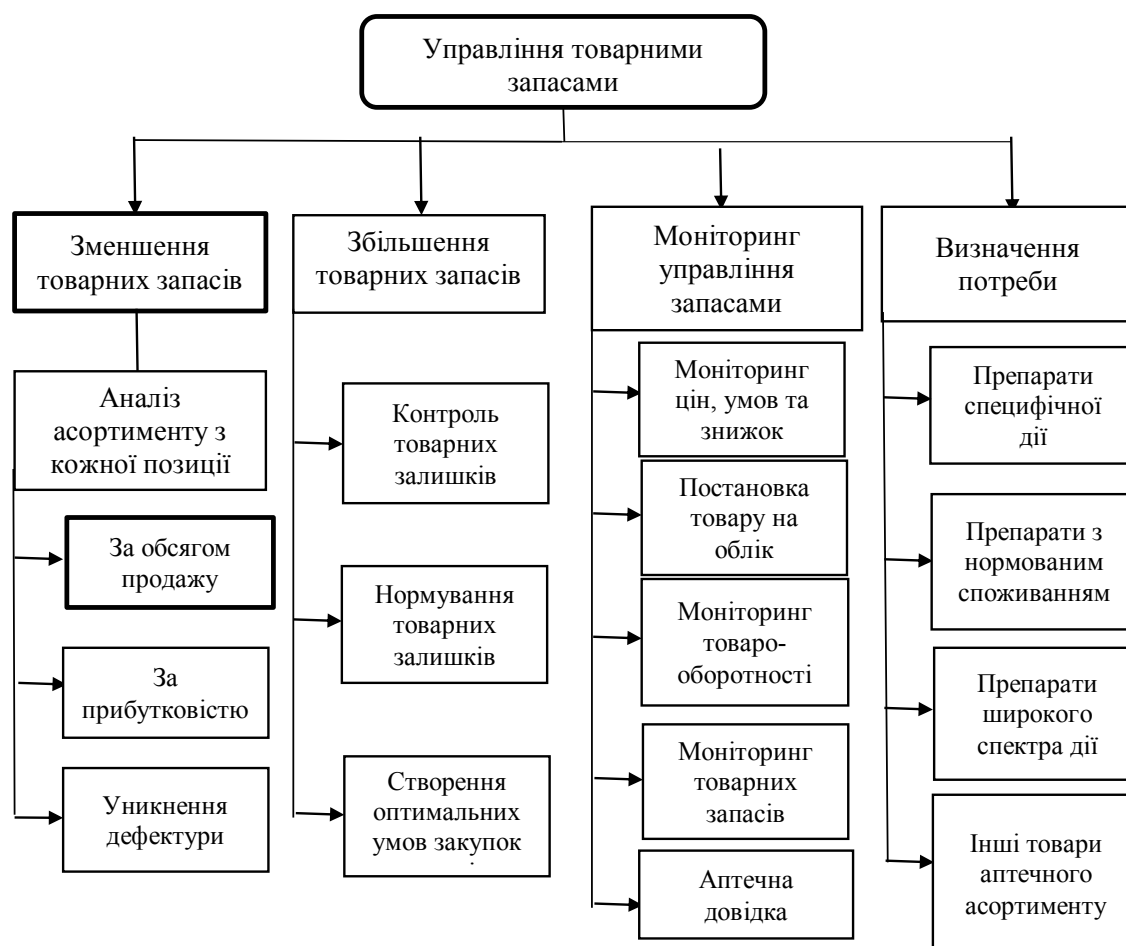 Управління товарними
запасами
Зменшення
товарних запасів
Аналіз
асортименту з
кожної позиції
За обсягом
продажу
За
прибутковістю
Уникнення
дефектури
Збільшення
товарних запасів
Контроль
товарних
залишків
Нормування
товарних
залишків
Створення
оптимальних
умов закупок
Моніторинг
управління
запасами
Моніторинг
цін, умов та
знижок
Постановка
товару на
облік
Моніторинг
товаро-
оборотності
Моніторинг
товарних
запасів
Аптечна
довідка
Визначення
потреби
Препарати
специфічної
дії
Препарати з
нормованим
споживанням
Препарати
широкого
спектра дії
Інші товари
аптечного
асортименту